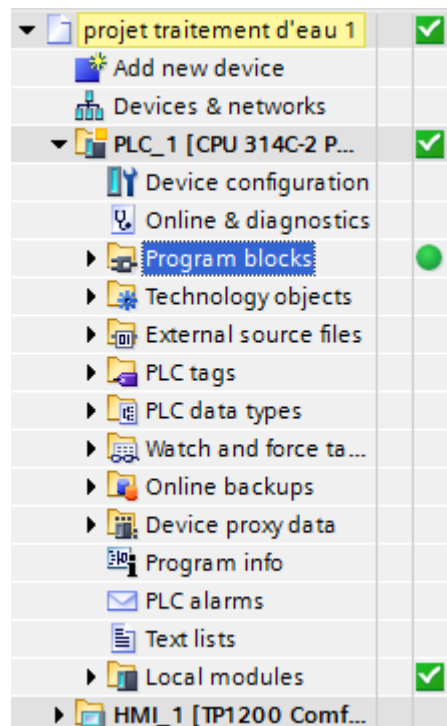 projet traitement d'eau 1
Add new device
Devices & networks
PLC_1 [CPU 314C-2 P...
Device configuration
Online & diagnostics
Program blocks
Technology objects
External source files
PLC tags
PLC data types
Watch and force ta...
Online backups
Device proxy data
Program info
PLC alarms
Text lists
Local modules
HMI_1 [TP1200 Comf...